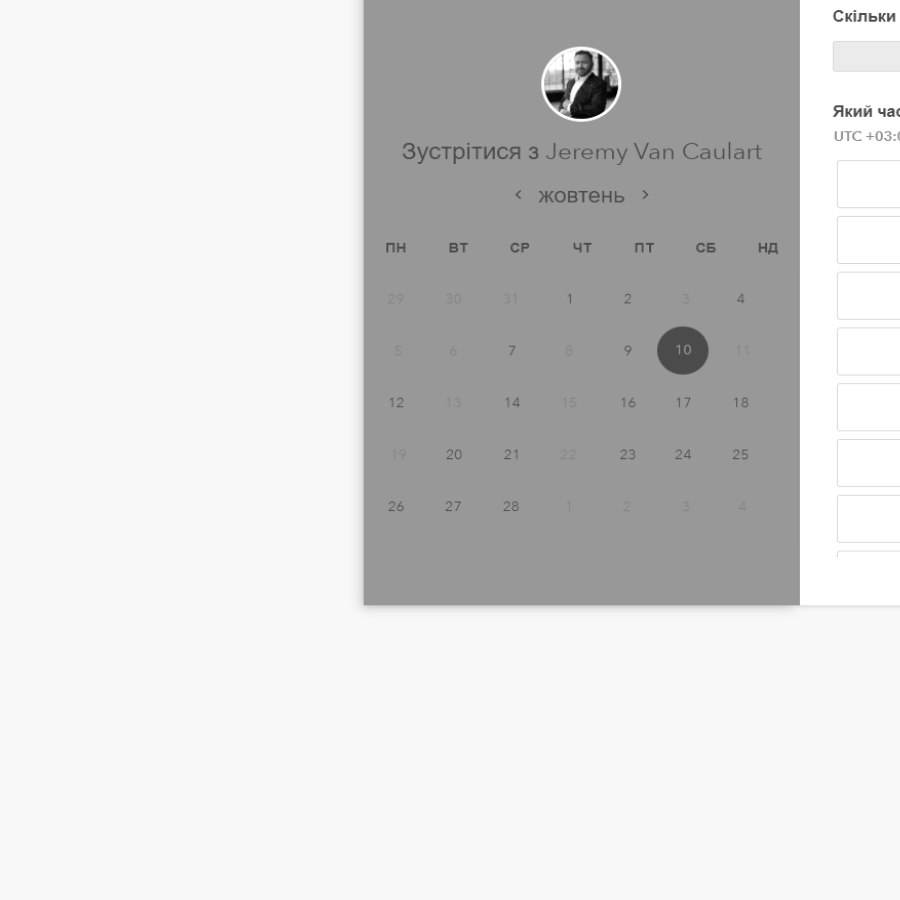 Скільки
Який час
UTC +03:0
Зустрітися з Jeremy Van Caulart
жовтень
ПН ВТ СР ЧТ ПТ СБ НД
29 30 31 1 2 3 4
5 6 7 8 9 10 11
12 13 14 15 16 17 18
19 20 21 22 23 24 25
26 27 28 1 2 3 4